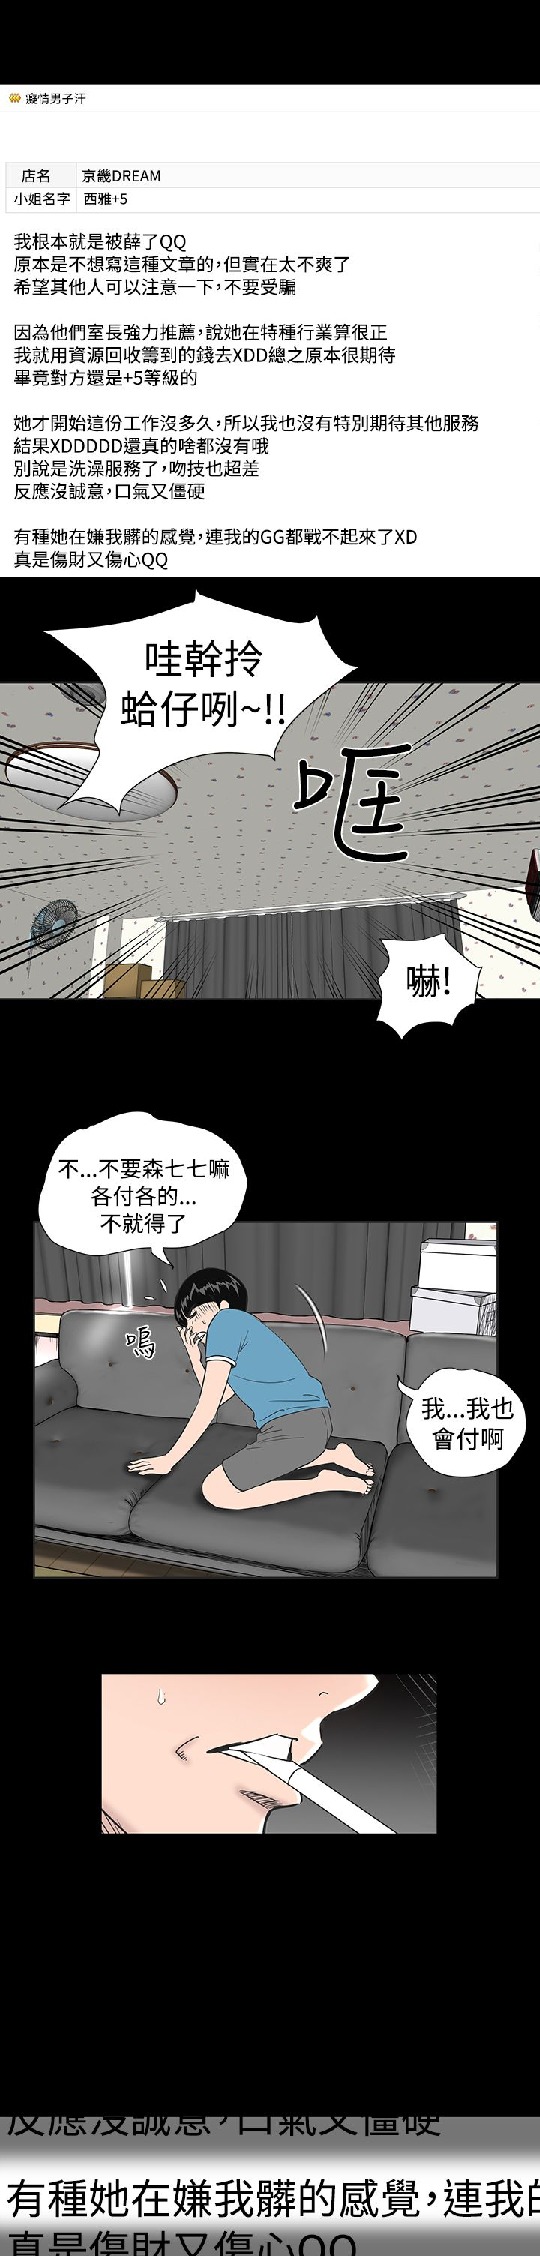 癡情男子汗
店名 京畿DREAM
小姐名字 西雅+5
我根本就是被薛了QQ
原本是不想寫這種文章的，但實在太不爽了
希望其他人可以注意一下，不要受騙
因為他們室長強力推薦，說她在特種行業算很正
我就用資源回收籌到的錢去XDD總之原本很期待
畢竟對方還是+5等級的
她才開始這份工作沒多久，所以我也沒有特別期待其他服務
結果XDDDDD還真的啥都沒有哦
別說是洗澡服務了，吻技也超差
反應沒誠意，口氣又僵硬
有種她在嫌我髒的感覺，連我的GG都戰不起來了XD
真是傷財又傷心QQ
哇幹拎
蛤仔咧~!!
哐
嚇!
不...不要森七七嘛
各付各的...
不就得了
嗚
我...我也
會付啊
反應沒誠意，口氣又僵硬
有種她在嫌我髒的感覺，連我的
真是傷財又傷心QQ